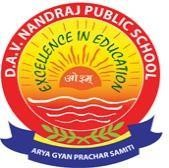 D.A.V. NANDRAJ PUBLIC SCHOOL
EXCELLENCE IN EDUCATION
ओ३म्
ARYA GYAN PRACHAR SAMITI